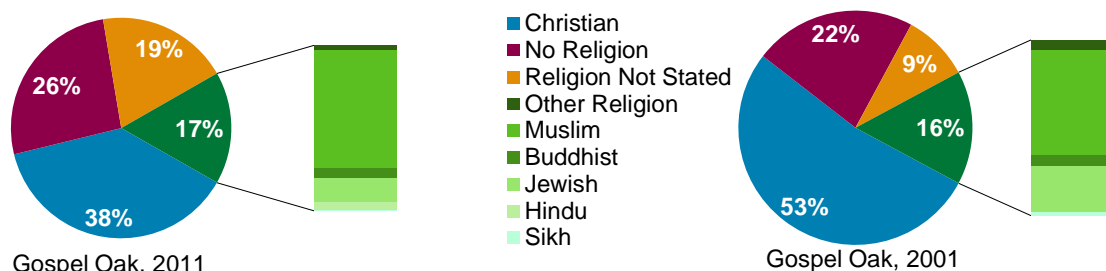 19%
26%
17%
38%
Gospel Oak, 2011
Christian
No Religion
Religion Not Stated
Other Religion
Muslim
Buddhist
Jewish
Hindu
Sikh
22%
9%
16%
53%
Gospel Oak, 2001